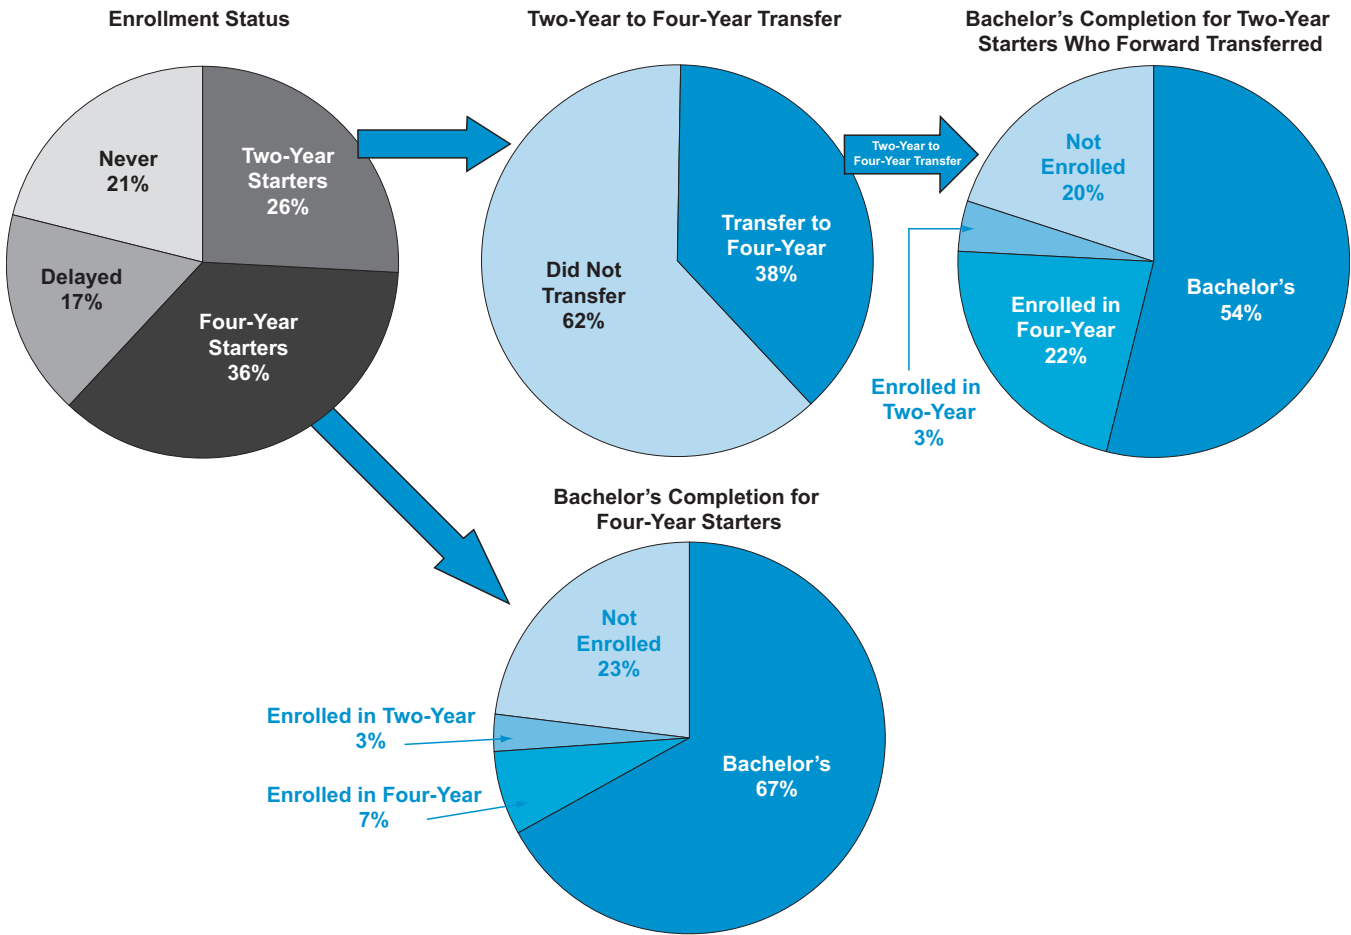 Enrollment Status
Never
21%
Two-Year
Starters
26%
Delayed
17%
Four-Year
Starters
36%
Two-Year to Four-Year Transfer
Did Not
Transfer
62%
Transfer to
Four-Year
38%
Two-Year to
Four-Year Transfer
Bachelor’s Completion for Two-Year
Starters Who Forward Transferred
Not
Enrolled
20%
Bachelor’s
54%
Enrolled in
Four-Year
22%
Enrolled in
Two-Year
3%
Bachelor’s Completion for
Four-Year Starters
Not
Enrolled
23%
Enrolled in Two-Year
3%
Enrolled in Four-Year
7%
Bachelor’s
67%